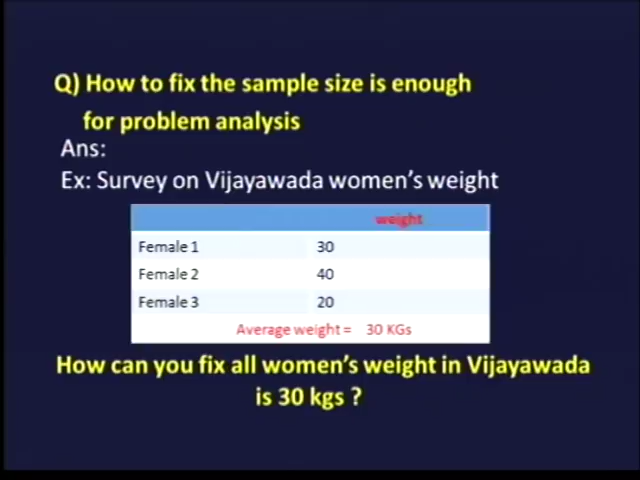 Q) How to fix the sample size is enough
for problem analysis
Ans:
Ex: Survey on Vijayawada women's weight
weight
Female 1 30
Female 2 40
Female 3 20
Average weight = 30 KGs
How can you fix all women's weight in Vijayawada
is 30 kgs ?